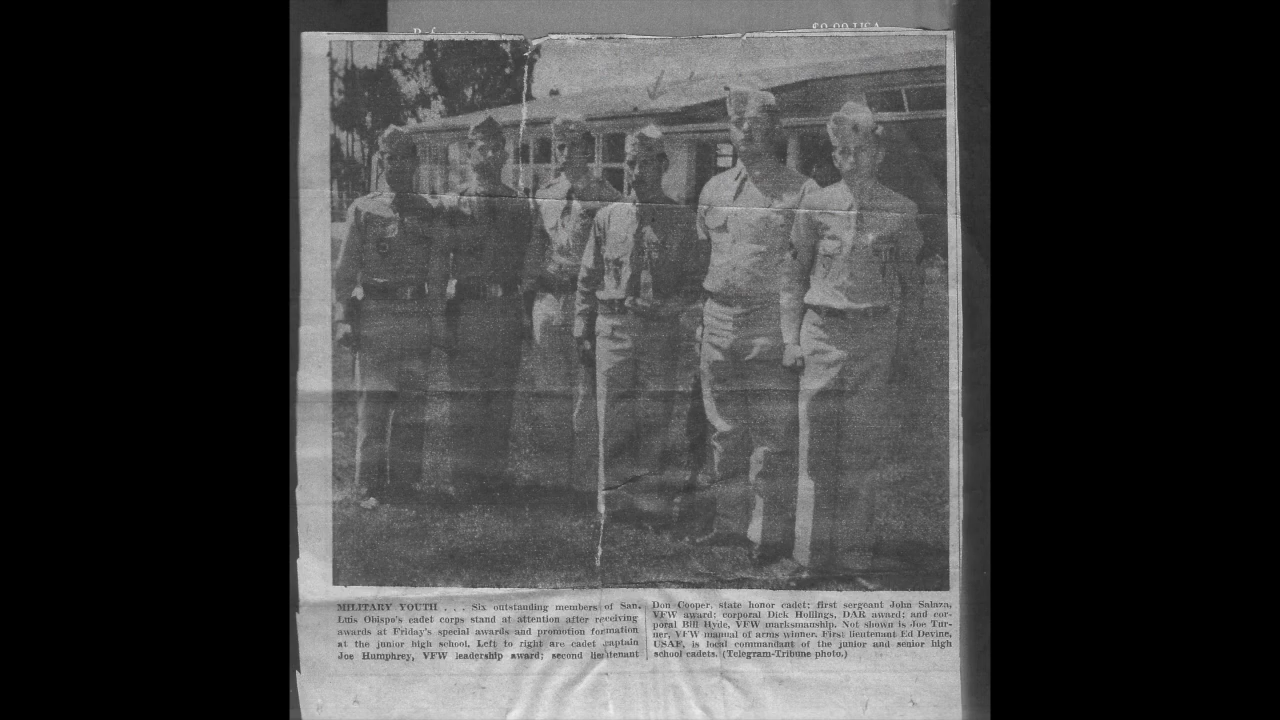 $0.00 USA
MILITARY YOUTH . . . Six outstanding members of San
Luis Obispo's cadet corps stand at attention after receiving
awards at Friday's special awards and promotion formation
at the junior high school. Left to right are cadet captain
Joe Humphrey, VFW leadership award; second lieutenant
Don Cooper, state honor cadet; first sergeant John Salaza,
VFW award; corporal Dick Hollings, DAR award; and cor-
poral Bill Hyde, VFW marksmanship. Not shown is Joe Tur-
ner, VFW manual of arms winner. First lieutenant Ed Devine,
USAF, is local commandant of the junior and senior high
school cadets. (Telegram-Tribune photo.)